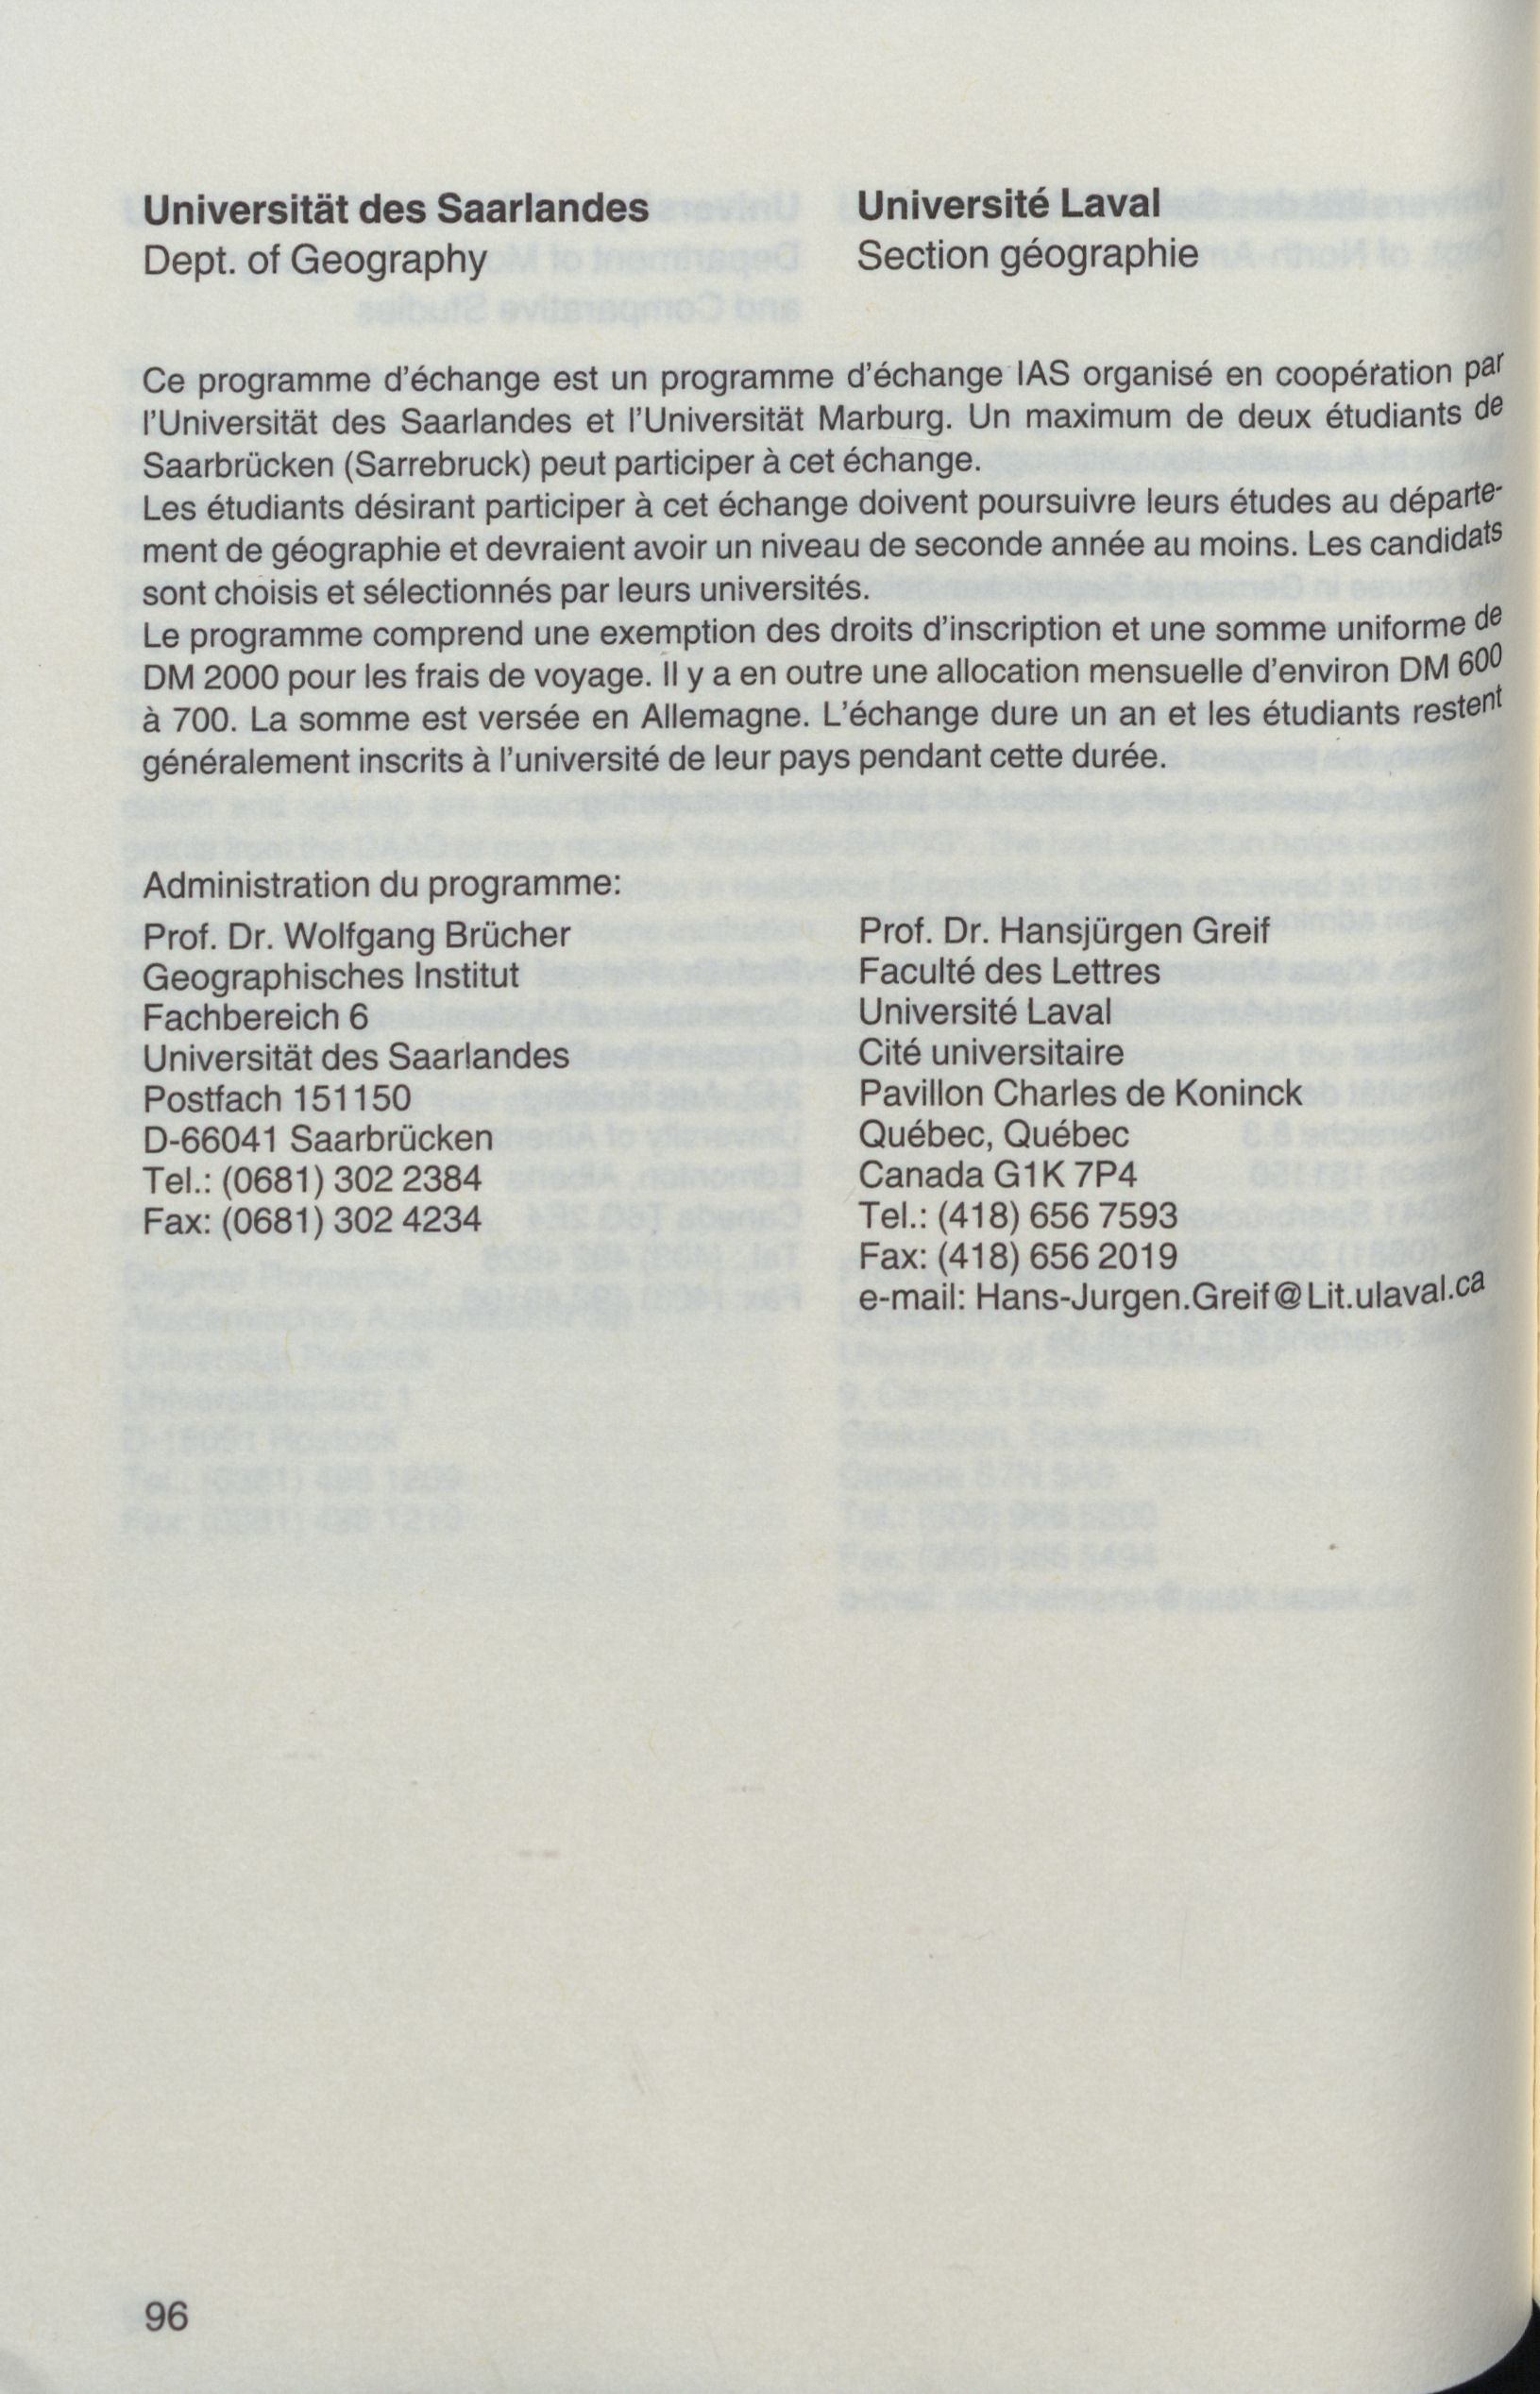 Universität des Saarlandes
Dept. of Geography
Université Laval
Section géographie
Ce programme d'échange est un programme d'échange IAS organisé en coopération par
l'Universität des Saarlandes et l'Universität Marburg. Un maximum de deux étudiants de
Saarbrücken (Sarrebruck) peut participer à cet échange.
Les étudiants désirant participer à cet échange doivent poursuivre leurs études au départe-
ment de géographie et devraient avoir un niveau de seconde année au moins. Les candidats
sont choisis et sélectionnés par leurs universités.
Le programme comprend une exemption des droits d'inscription et une somme uniforme de
DM 2000 pour les frais de voyage. Il y a en outre une allocation mensuelle d'environ DM 600
à 700. La somme est versée en Allemagne. L'échange dure un an et les étudiants restent
généralement inscrits à l'université de leur pays pendant cette durée.
Administration du programme:
Prof. Dr. Wolfgang Brücher
Geographisches Institut
Fachbereich 6
Universität des Saarlandes
Postfach 151150
D-66041 Saarbrücken
Tel.: (0681) 302 2384
Fax: (0681) 302 4234
Prof. Dr. Hansjürgen Greif
Faculté des Lettres
Université Laval
Cité universitaire
Pavillon Charles de Koninck
Québec, Québec
Canada G1K 7P4
Tel.: (418) 656 7593
Fax: (418) 656 2019
e-mail: Hans-Jurgen.Greif@Lit.ulaval.ca
96